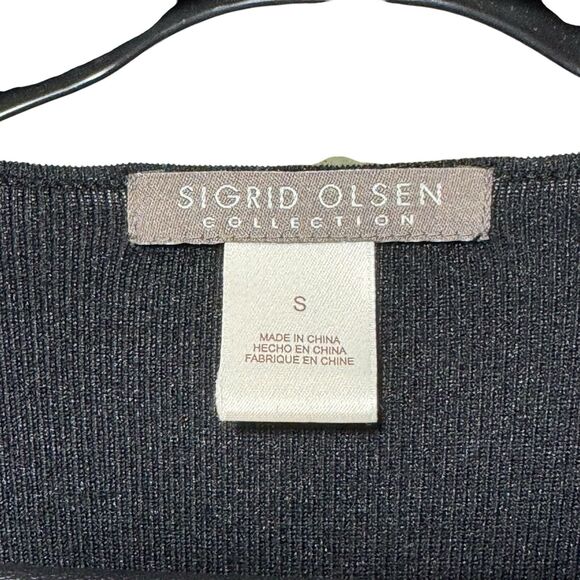 SIGRID OLSEN
COLLECTION
S
MADE IN CHINA
HECHO EN CHINA
FABRIQUE EN CHINE